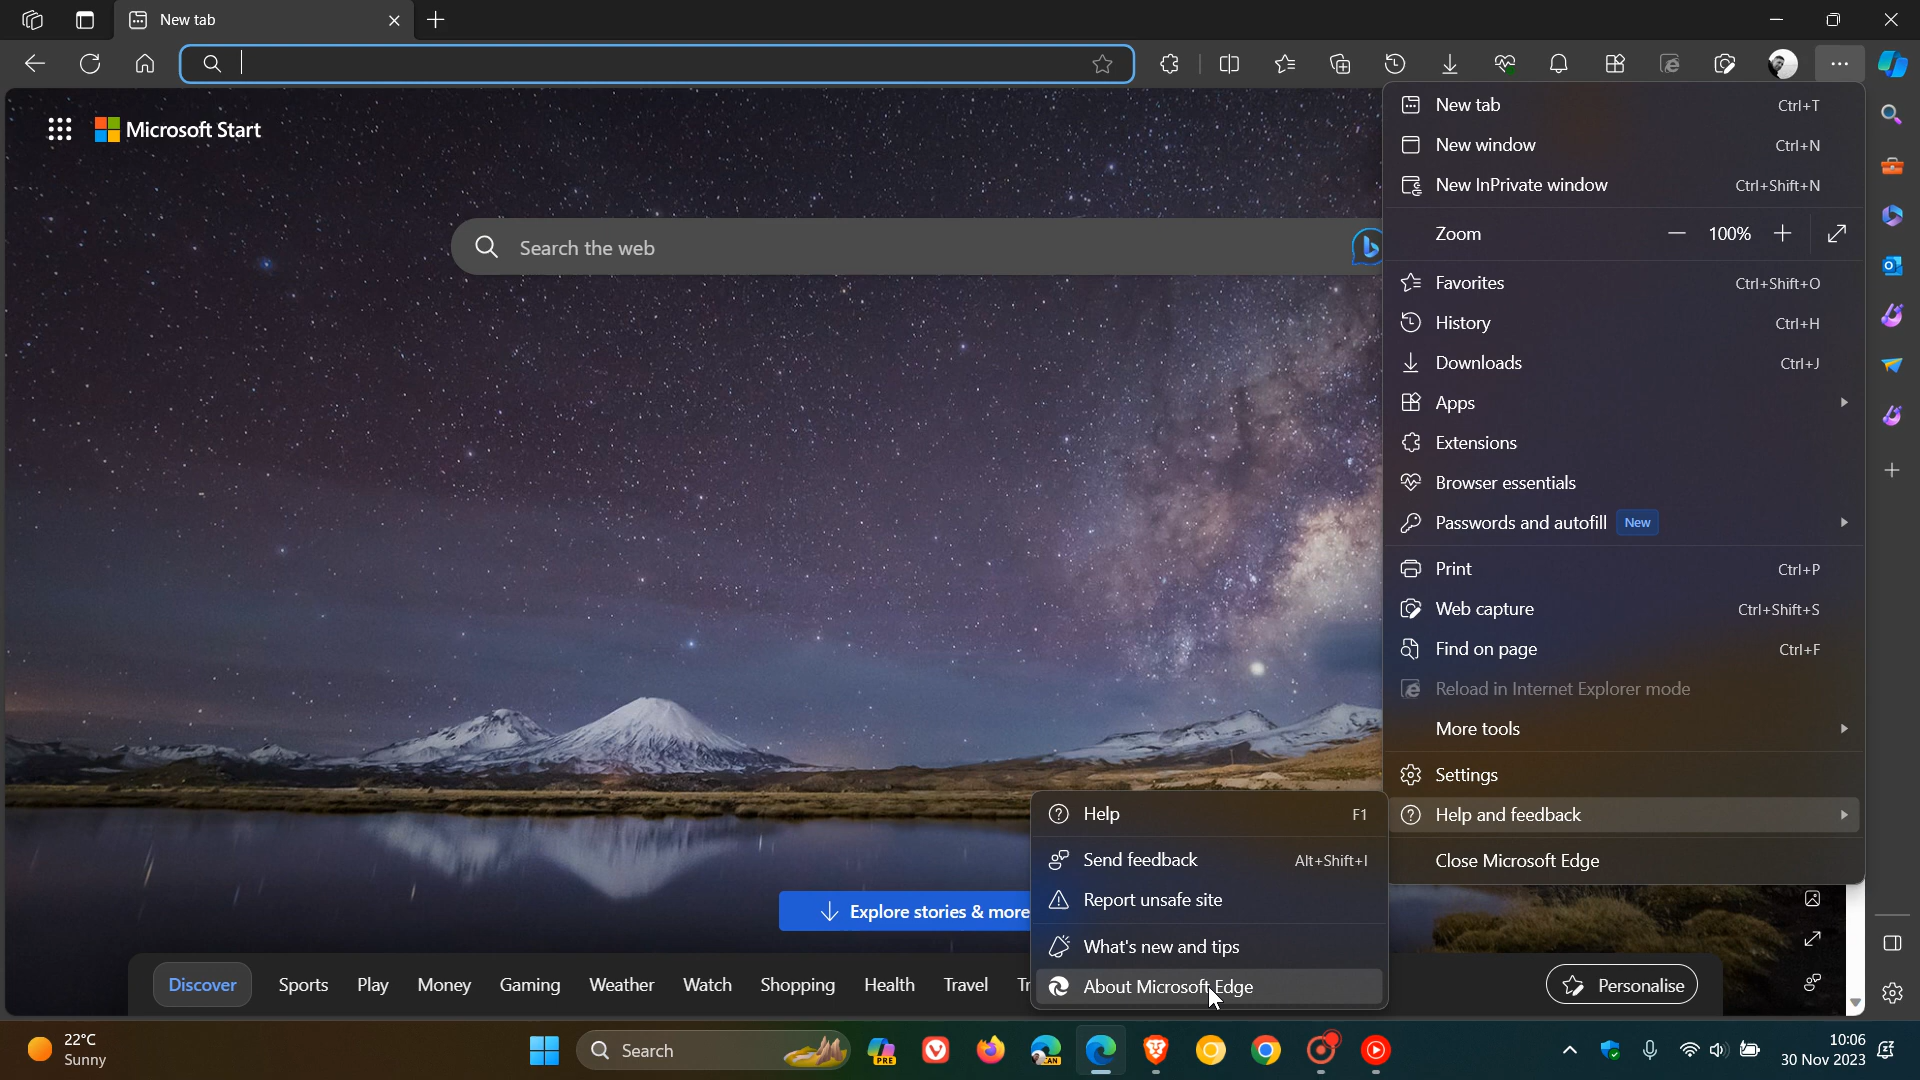 New tab
Microsoft Start
Search the web
New tab Ctrl+T
New window Ctrl+N
New InPrivate window Ctrl+Shift+N
Zoom 100%
Favorites Ctrl+Shift+O
History Ctrl+H
Downloads Ctrl+J
Apps
Extensions
Browser essentials
Passwords and autofill New
Print Ctrl+P
Web capture Ctrl+Shift+S
Find on page Ctrl+F
Reload in Internet Explorer mode
More tools
Settings
Help and feedback
Close Microsoft Edge
Help F1
Send feedback Alt+Shift+I
Report unsafe site
What's new and tips
About Microsoft Edge
Explore stories & more
Discover Sports Play Money Gaming Weather Watch Shopping Health Travel Tr
Personalise
22°C
Sunny
Search
PRE
CAN
10:06
30 Nov 2023